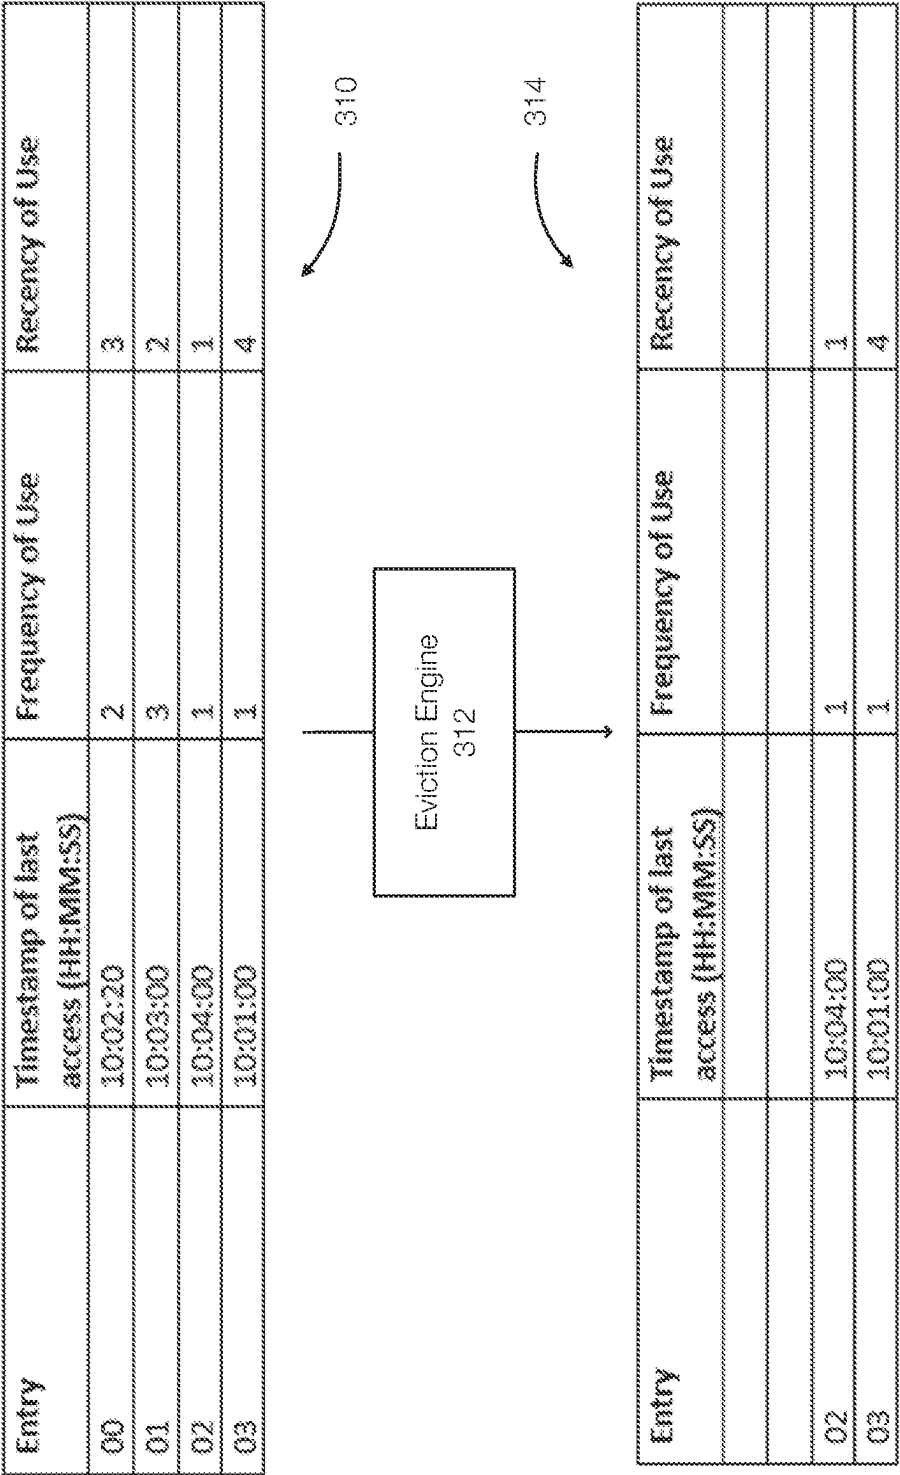 Entry Timestamp of last access (HH:MM:SS) Frequency of Use Recency of Use
00 10:02:20 2 3
01 10:03:00 3 2
02 10:04:00 1 1
03 10:01:00 1 4
310
Eviction Engine
312
314
Entry Timestamp of last access (HH:MM:SS) Frequency of Use Recency of Use
02 10:04:00 1 1
03 10:01:00 1 4